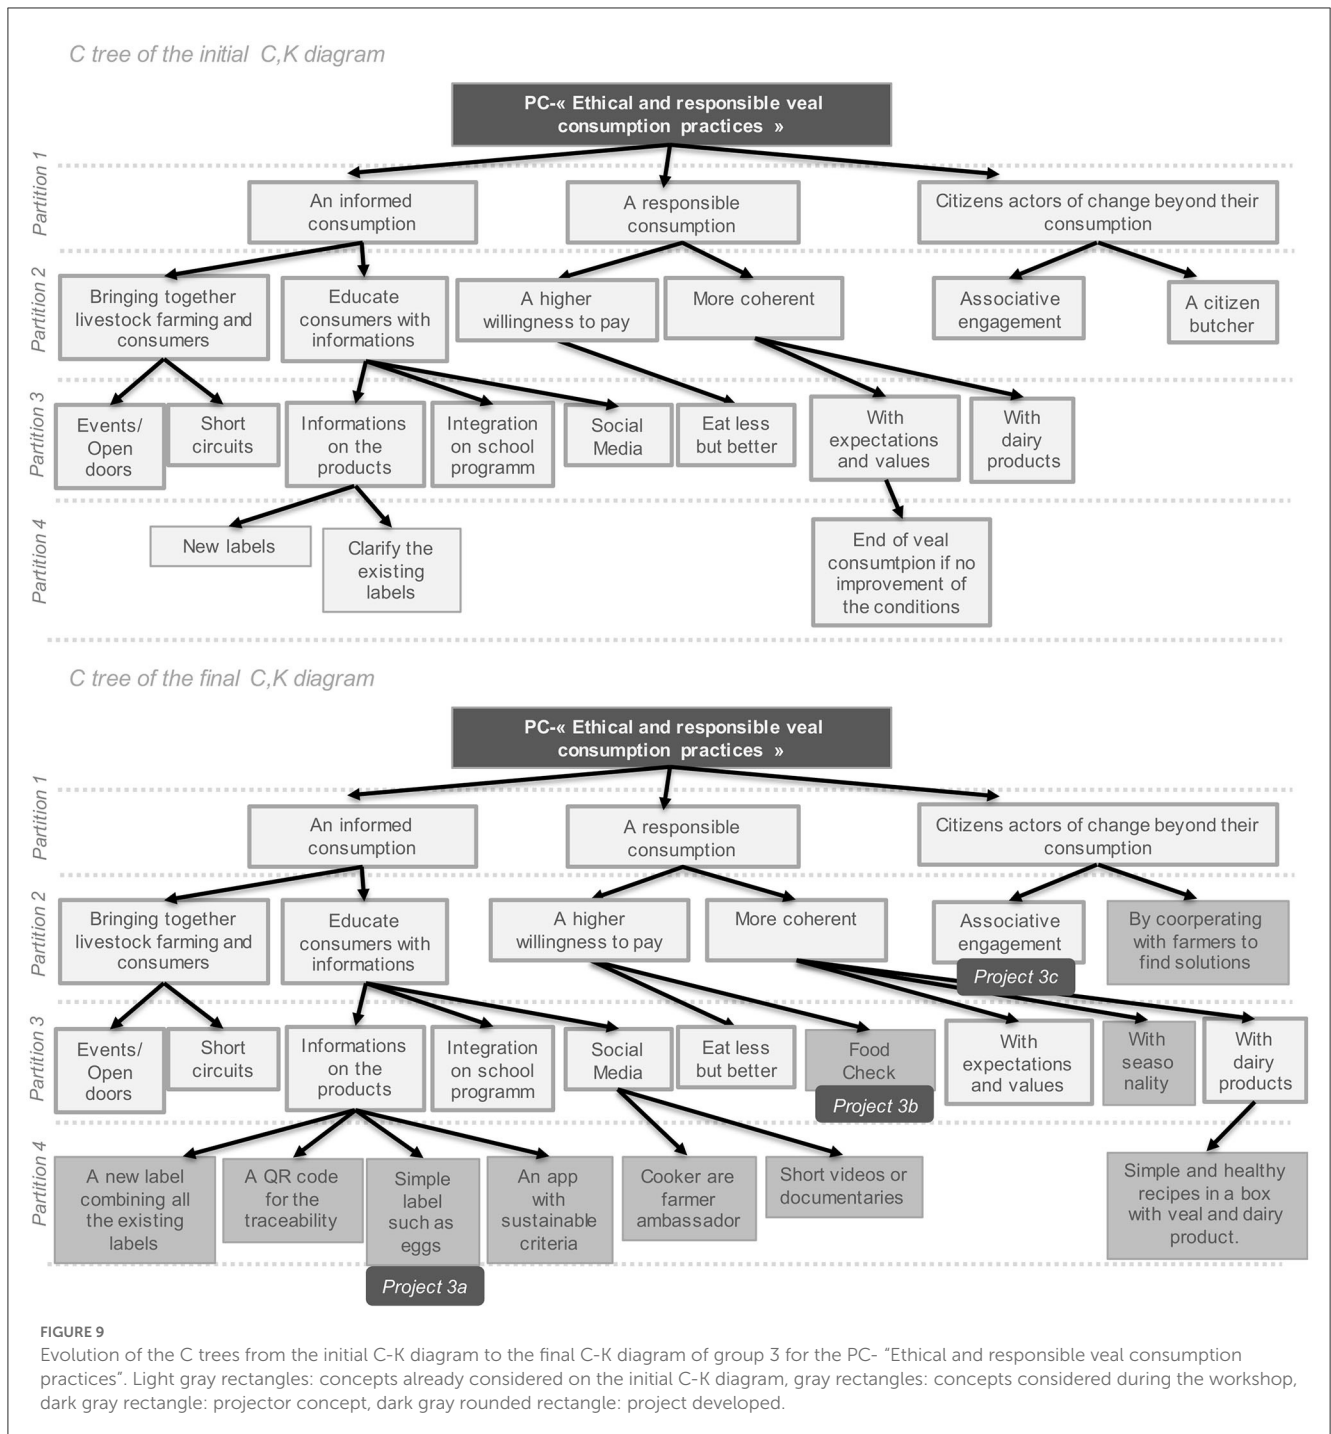 C tree of the initial C,K diagram
PC-« Ethical and responsible veal
consumption practices »
Partition 1
An informed
consumption
A responsible
consumption
Citizens actors of change beyond their
consumption
Partition 2
Bringing together
livestock farming and
consumers
Educate
consumers with
informations
A higher
willingness to pay
More coherent
Associative
engagement
A citizen
butcher
Partition 3
Events/
Open
doors
Short
circuits
Informations
on the
products
Integration
on school
programm
Social
Media
Eat less
but better
With
expectations
and values
With
dairy
products
Partition 4
New labels
Clarify the
existing
labels
End of veal
consumtpion if no
improvement of
the conditions
C tree of the final C,K diagram
PC-« Ethical and responsible veal
consumption practices »
Partition 1
An informed
consumption
A responsible
consumption
Citizens actors of change beyond their
consumption
Partition 2
Bringing together
livestock farming and
consumers
Educate
consumers with
informations
A higher
willingness to pay
More coherent
Associative
engagement
Project 3c
By coorperating
with farmers to
find solutions
Partition 3
Events/
Open
doors
Short
circuits
Informations
on the
products
Integration
on school
programm
Social
Media
Eat less
but better
Food
Check
Project 3b
With
expectations
and values
With
seaso
nality
With
dairy
products
Partition 4
A new label
combining all
the existing
labels
A QR code
for the
traceability
Simple
label
such as
eggs
Project 3a
An app
with
sustainable
criteria
Cooker are
farmer
ambassador
Short videos or
documentaries
Simple and healthy
recipes in a box
with veal and dairy
product.
FIGURE 9
Evolution of the C trees from the initial C-K diagram to the final C-K diagram of group 3 for the PC- “Ethical and responsible veal consumption
practices”. Light gray rectangles: concepts already considered on the initial C-K diagram, gray rectangles: concepts considered during the workshop,
dark gray rectangle: projector concept, dark gray rounded rectangle: project developed.